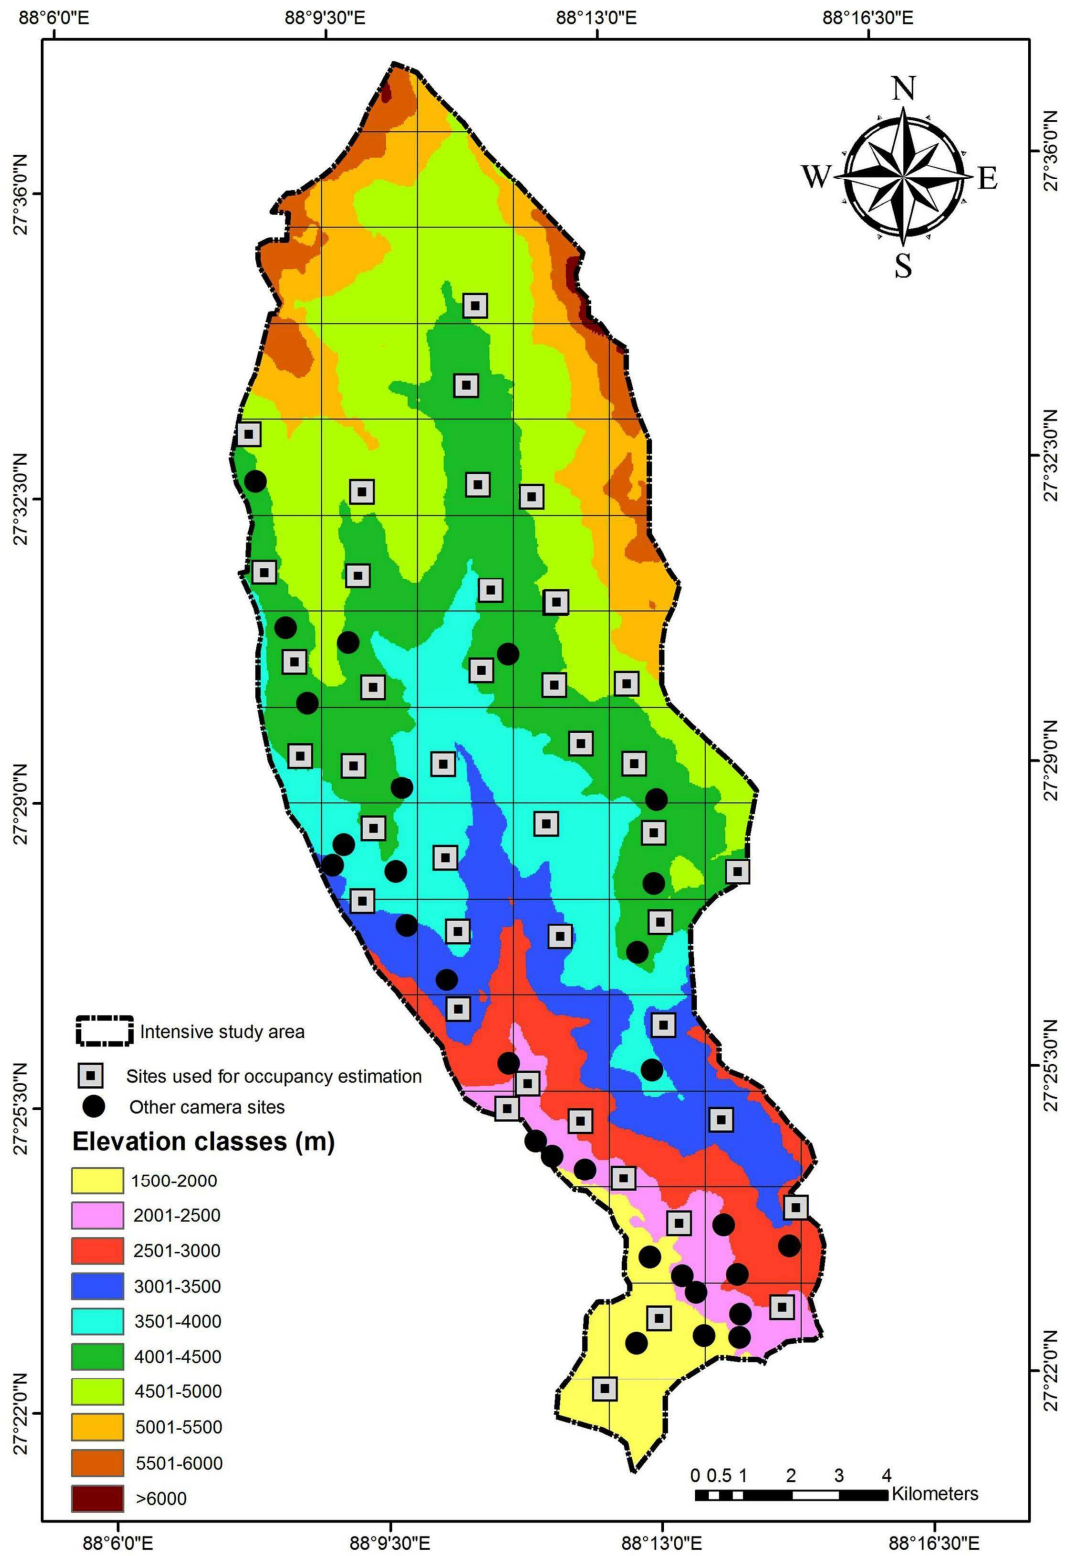 88°6'0"E 88°9'30"E 88°13'0"E 88°16'30"E
N
W E
S
27°36'0"N
27°36'0"N
27°32'30"N
27°32'30"N
27°29'0"N
27°29'0"N
27°25'30"N
27°25'30"N
27°22'0"N
27°22'0"N
Intensive study area
Sites used for occupancy estimation
Other camera sites
Elevation classes (m)
1500-2000
2001-2500
2501-3000
3001-3500
3501-4000
4001-4500
4501-5000
5001-5500
5501-6000
>6000
0 0.5 1 2 3 4
Kilometers
88°6'0"E 88°9'30"E 88°13'0"E 88°16'30"E